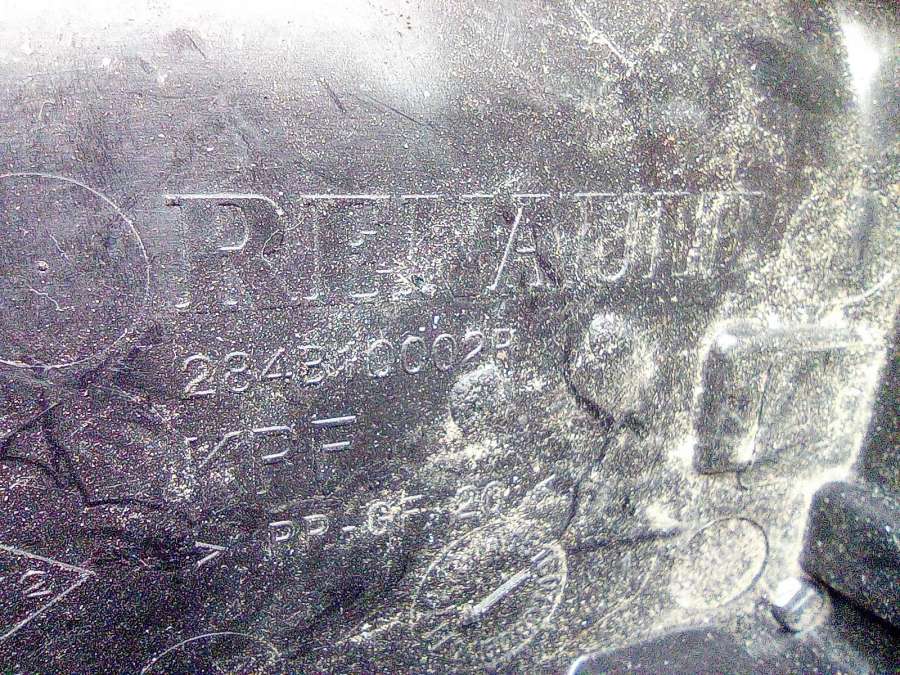 RENAULT
284B10002R
>PP-GF 20<